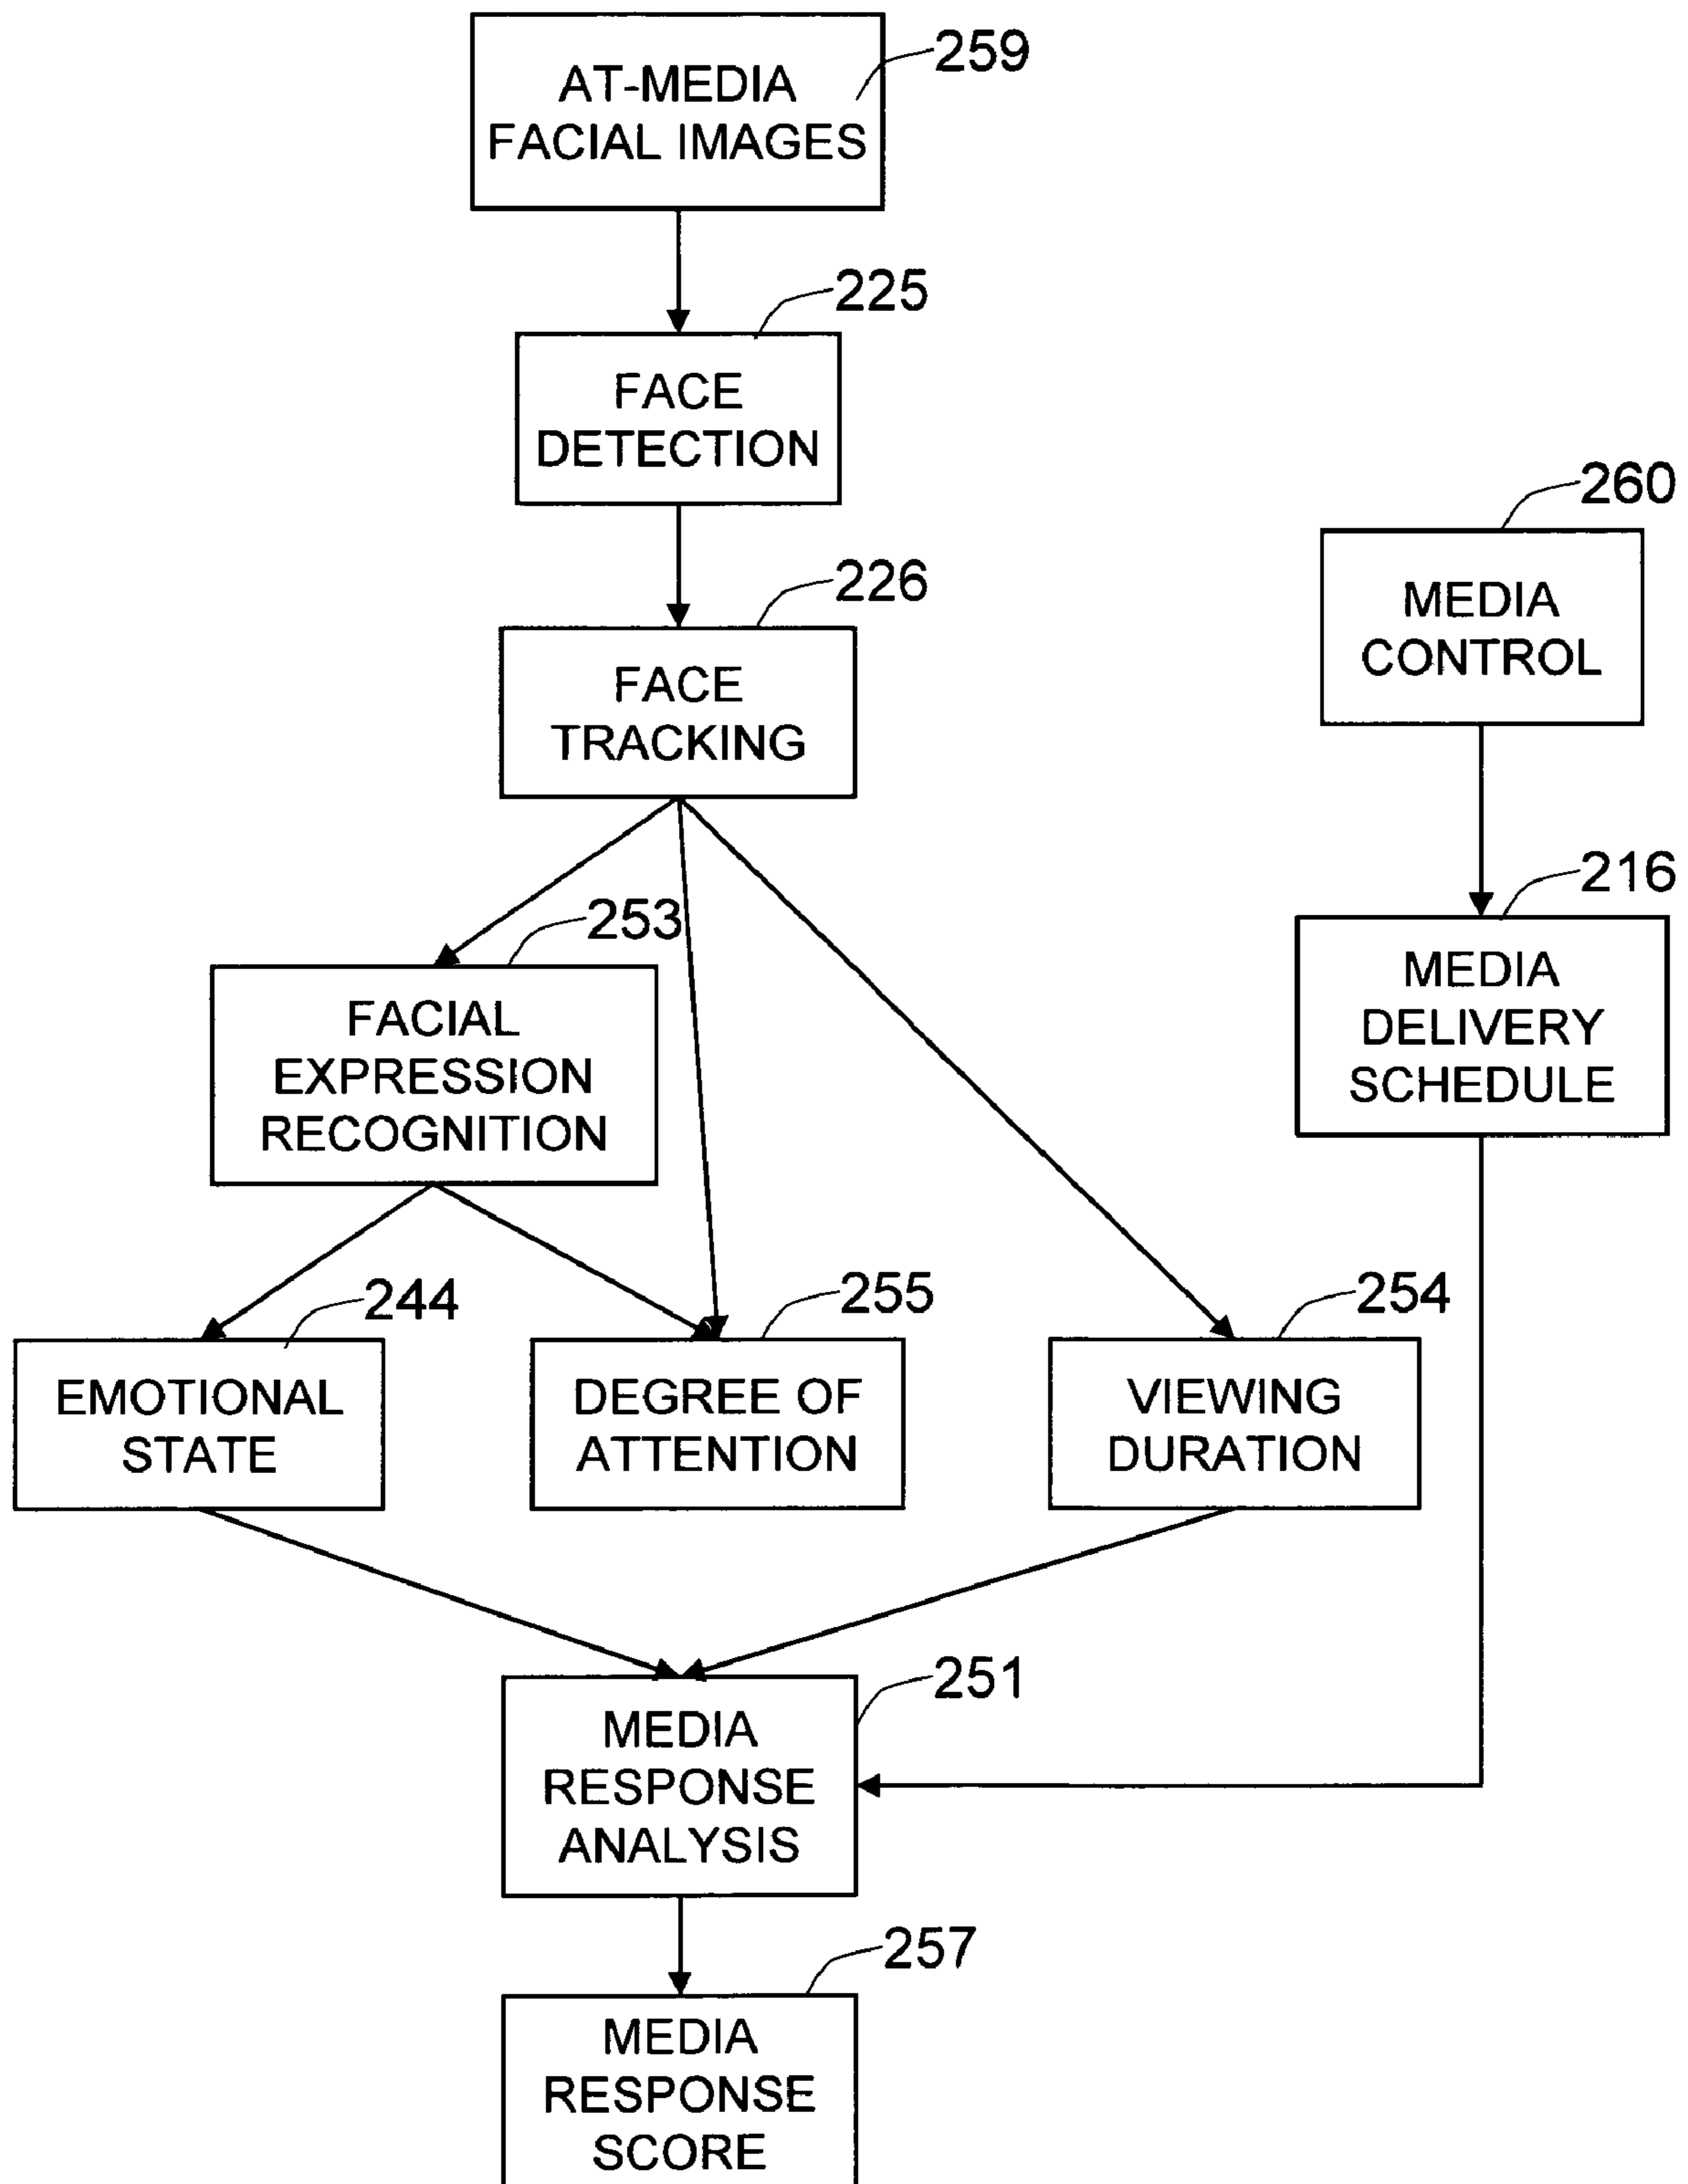 259
AT-MEDIA
FACIAL IMAGES
225
FACE
DETECTION
260
MEDIA
CONTROL
226
FACE
TRACKING
216
MEDIA
DELIVERY
SCHEDULE
253
FACIAL
EXPRESSION
RECOGNITION
244
EMOTIONAL
STATE
255
DEGREE OF
ATTENTION
254
VIEWING
DURATION
251
MEDIA
RESPONSE
ANALYSIS
257
MEDIA
RESPONSE
SCORE